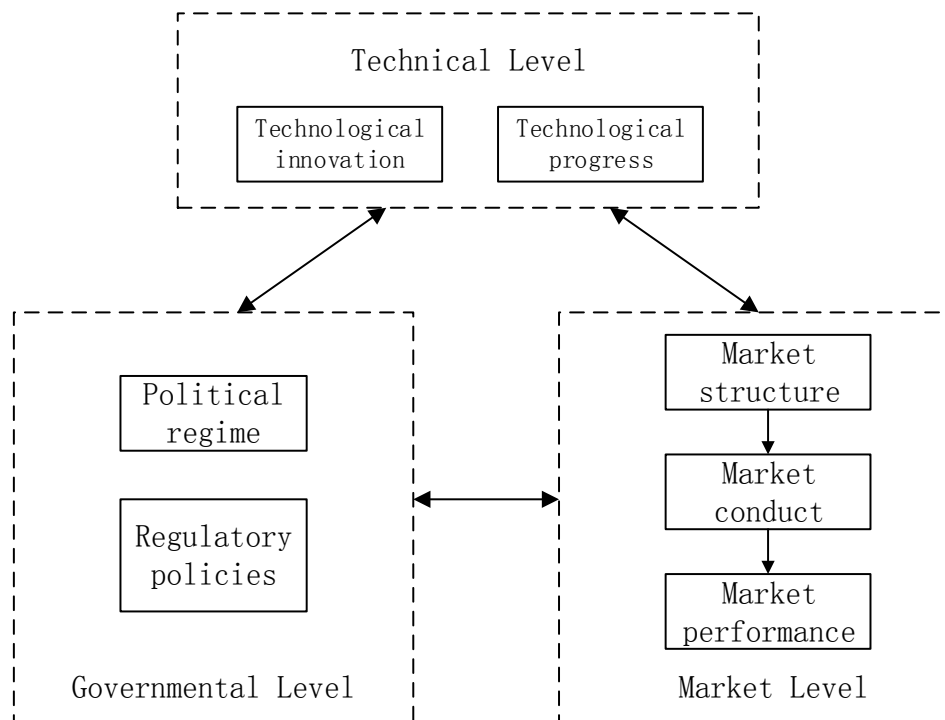 Technical Level
Technological
innovation
Technological
progress
Political
regime
Regulatory
policies
Governmental Level
Market
structure
Market
conduct
Market
performance
Market Level